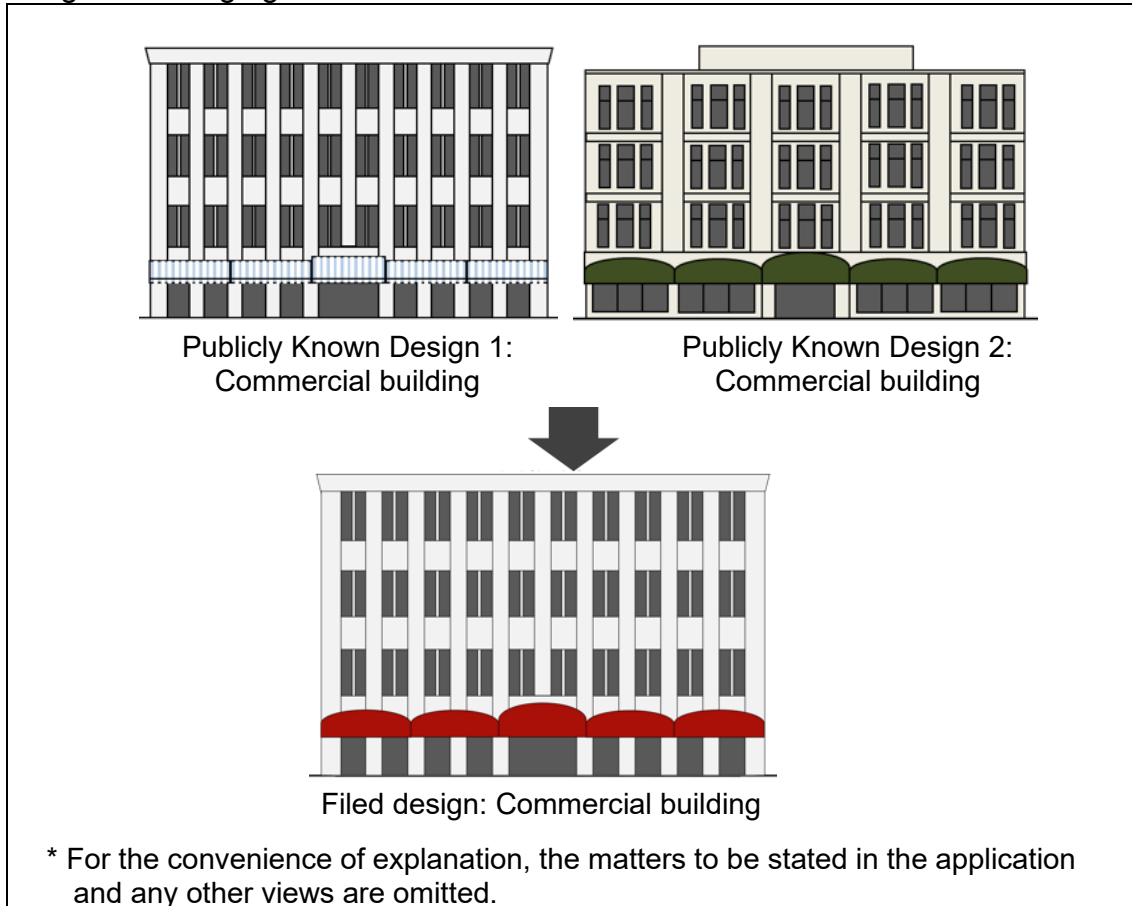 Publicly Known Design 1:
Commercial building
Publicly Known Design 2:
Commercial building
Filed design: Commercial building
* For the convenience of explanation, the matters to be stated in the application
and any other views are omitted.